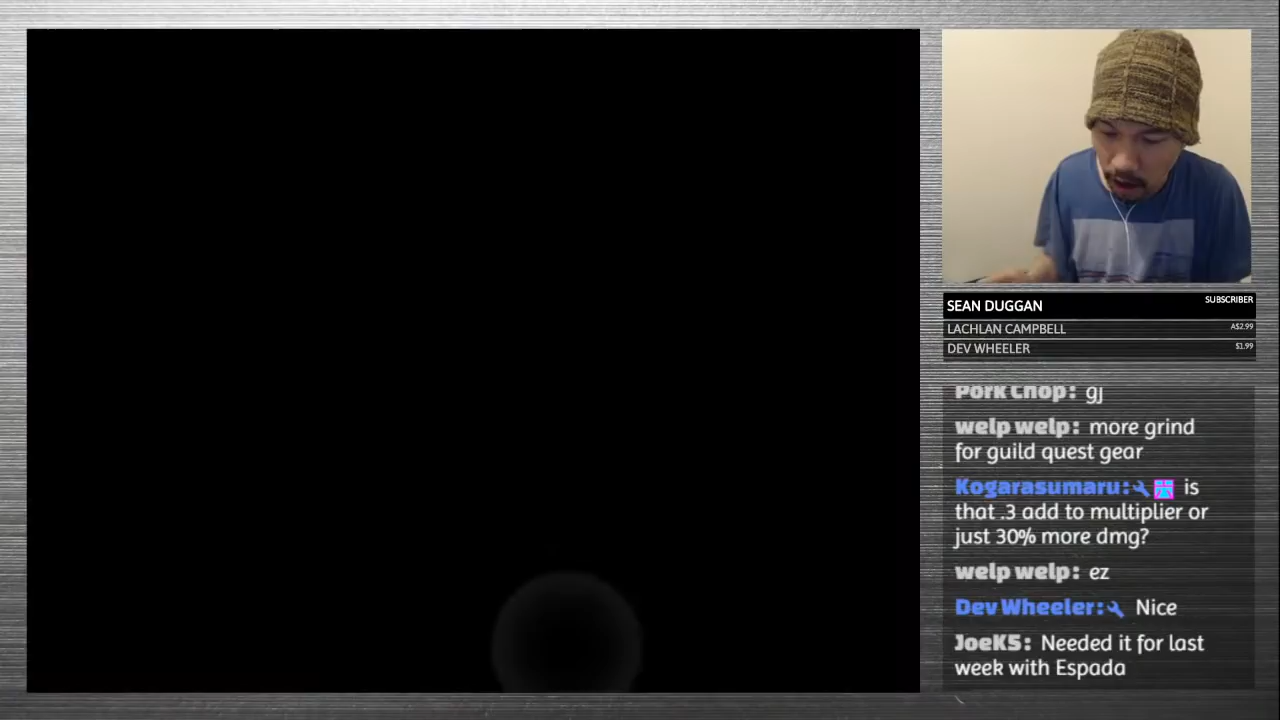 SEAN DUGGAN
SUBSCRIBER
LACHLAN CAMPBELL
A$2.99
DEV WHEELER
$1.99
Pork Chop: gj
welp welp: more grind
for guild quest gear
Kogarasumaru: is
that .3 add to multiplier or
just 30% more dmg?
welp welp: ez
Dev Wheeler: Nice
JoeK5: Needed it for last
week with Espada